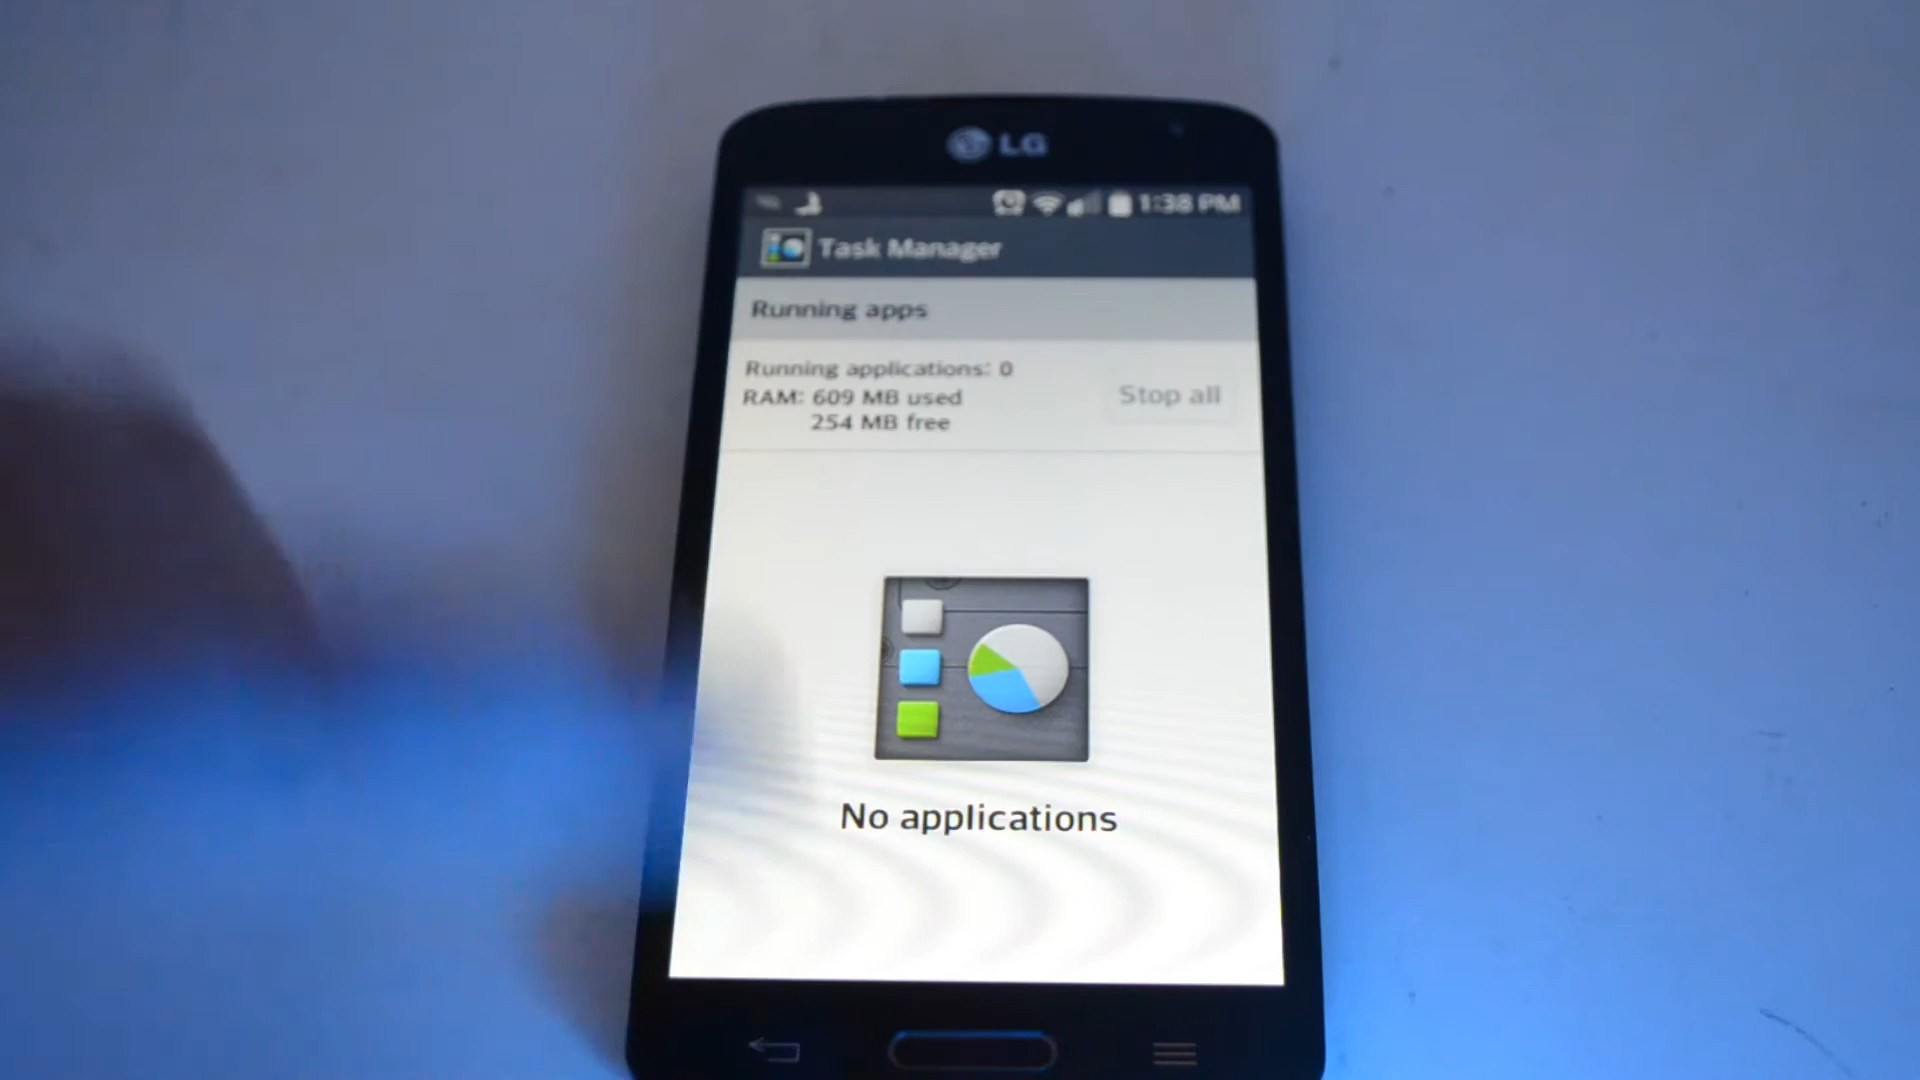 LG
1:38 PM
Task Manager
Running apps
Running applications: 0
RAM: 609 MB used
254 MB free
Stop all
No applications